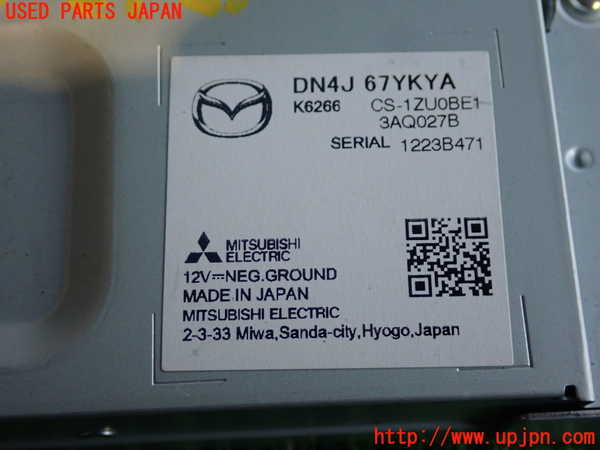 USED PARTS JAPAN
DN4J 67YKYA
K6266 CS-1ZU0BE1
3AQ027B
SERIAL 1223B471
MITSUBISHI
ELECTRIC
12V⎓NEG.GROUND
MADE IN JAPAN
MITSUBISHI ELECTRIC
2-3-33 Miwa,Sanda-city,Hyogo,Japan
http://www.upjpn.com/